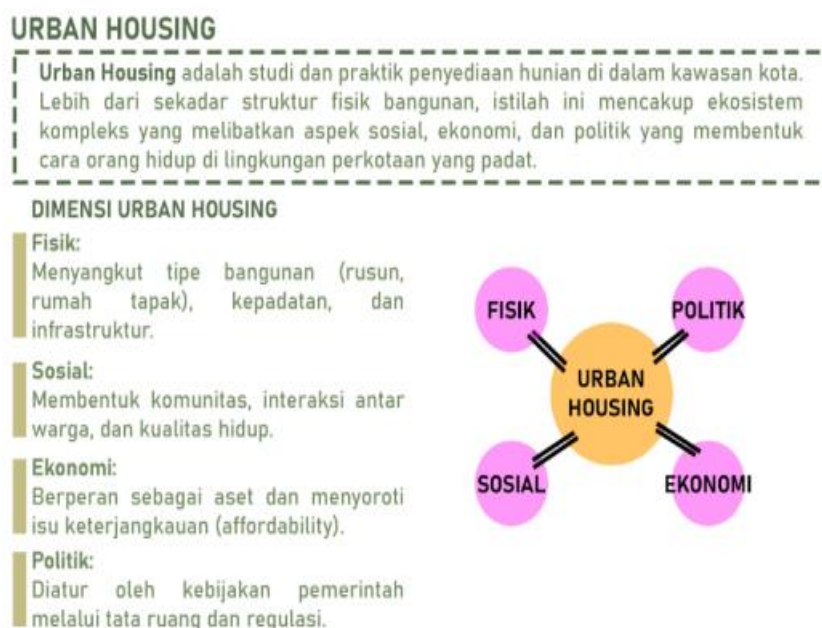 URBAN HOUSING
Urban Housing adalah studi dan praktik penyediaan hunian di dalam kawasan kota.
Lebih dari sekadar struktur fisik bangunan, istilah ini mencakup ekosistem
kompleks yang melibatkan aspek sosial, ekonomi, dan politik yang membentuk
cara orang hidup di lingkungan perkotaan yang padat.
DIMENSI URBAN HOUSING
Fisik:
Menyangkut tipe bangunan (rusun,
rumah tapak), kepadatan, dan
infrastruktur.
Sosial:
Membentuk komunitas, interaksi antar
warga, dan kualitas hidup.
Ekonomi:
Berperan sebagai aset dan menyoroti
isu keterjangkauan (affordability).
Politik:
Diatur oleh kebijakan pemerintah
melalui tata ruang dan regulasi.
FISIK
POLITIK
URBAN
HOUSING
SOSIAL
EKONOMI